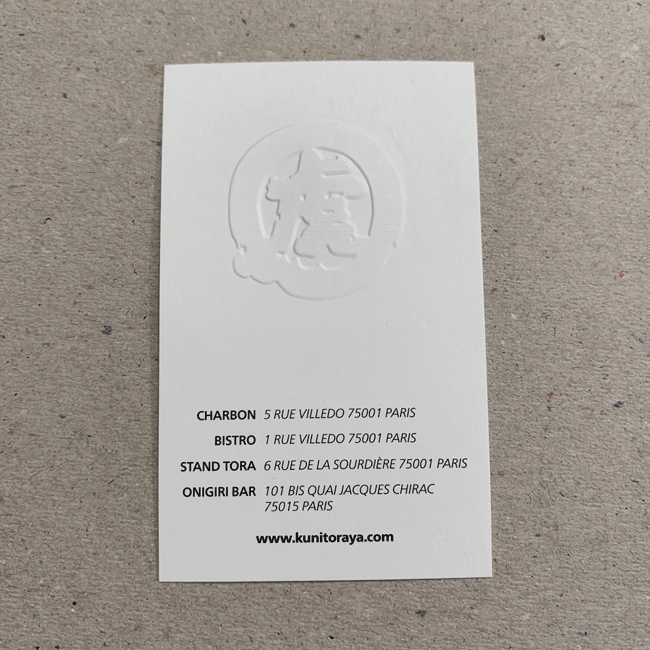 虎
CHARBON 5 RUE VILLEDO 75001 PARIS
BISTRO 1 RUE VILLEDO 75001 PARIS
STAND TORA 6 RUE DE LA SOURDIÈRE 75001 PARIS
ONIGIRI BAR 101 BIS QUAI JACQUES CHIRAC
75015 PARIS
www.kunitoraya.com